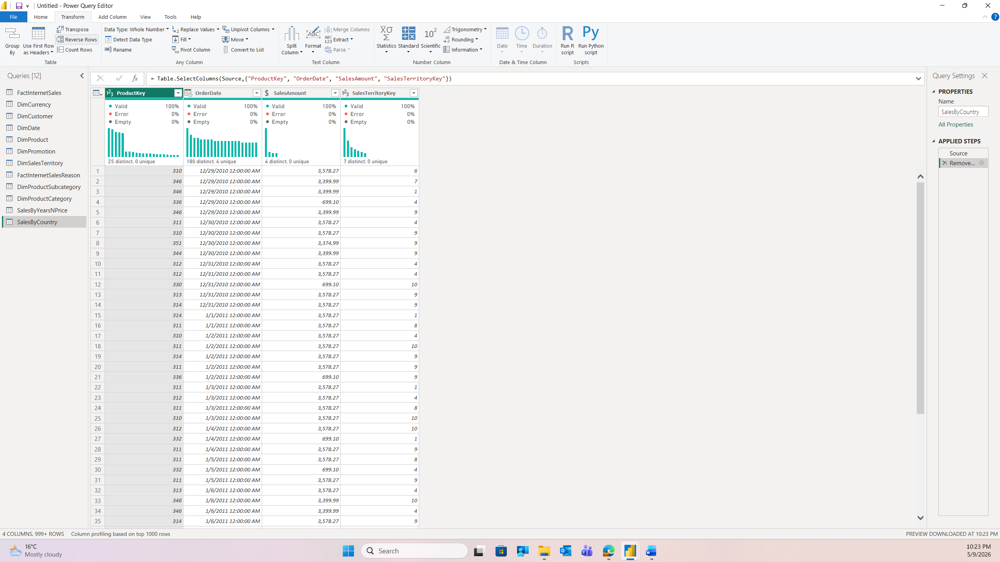 Untitled - Power Query Editor
File Home Transform Add Column View Tools Help
Group By
Use First Row as Headers
Transpose
Reverse Rows
Count Rows
Table
Data Type: Whole Number
Detect Data Type
Rename
Replace Values
Fill
Pivot Column
Unpivot Columns
Move
Convert to List
Any Column
Split Column
Format
Merge Columns
Extract
Parse
Text Column
Statistics
Standard
Scientific
Trigonometry
Rounding
Information
Number Column
Date
Time
Duration
Date & Time Column
Run R script
Run Python script
Scripts
Queries [12]
FactInternetSales
DimCurrency
DimCustomer
DimDate
DimProduct
DimPromotion
DimSalesTerritory
FactInternetSalesReason
DimProductSubcategory
DimProductCategory
SalesByYearsNPrice
SalesByCountry
= Table.SelectColumns(Source,{"ProductKey", "OrderDate", "SalesAmount", "SalesTerritoryKey"})
ProductKey OrderDate SalesAmount SalesTerritoryKey
Valid 100% Valid 100% Valid 100% Valid 100%
Error 0% Error 0% Error 0% Error 0%
Empty 0% Empty 0% Empty 0% Empty 0%
25 distinct, 0 unique 180 distinct, 4 unique 4 distinct, 0 unique 7 distinct, 0 unique
1 310 12/29/2010 12:00:00 AM 3,578.27 6
2 346 12/29/2010 12:00:00 AM 3,399.99 7
3 346 12/29/2010 12:00:00 AM 3,399.99 1
4 336 12/29/2010 12:00:00 AM 699.10 4
5 346 12/29/2010 12:00:00 AM 3,399.99 9
6 311 12/30/2010 12:00:00 AM 3,578.27 4
7 310 12/30/2010 12:00:00 AM 3,578.27 9
8 351 12/30/2010 12:00:00 AM 3,374.99 9
9 344 12/30/2010 12:00:00 AM 3,399.99 9
10 312 12/31/2010 12:00:00 AM 3,578.27 4
11 312 12/31/2010 12:00:00 AM 3,578.27 4
12 330 12/31/2010 12:00:00 AM 699.10 10
13 313 12/31/2010 12:00:00 AM 3,578.27 9
14 314 12/31/2010 12:00:00 AM 3,578.27 9
15 314 1/1/2011 12:00:00 AM 3,578.27 1
16 311 1/1/2011 12:00:00 AM 3,578.27 8
17 310 1/2/2011 12:00:00 AM 3,578.27 4
18 311 1/2/2011 12:00:00 AM 3,578.27 10
19 314 1/2/2011 12:00:00 AM 3,578.27 9
20 311 1/2/2011 12:00:00 AM 3,578.27 9
21 336 1/2/2011 12:00:00 AM 699.10 9
22 311 1/3/2011 12:00:00 AM 3,578.27 1
23 312 1/3/2011 12:00:00 AM 3,578.27 4
24 311 1/3/2011 12:00:00 AM 3,578.27 8
25 310 1/3/2011 12:00:00 AM 3,578.27 10
26 312 1/4/2011 12:00:00 AM 3,578.27 10
27 332 1/4/2011 12:00:00 AM 699.10 1
28 311 1/4/2011 12:00:00 AM 3,578.27 9
29 311 1/5/2011 12:00:00 AM 3,578.27 8
30 332 1/5/2011 12:00:00 AM 699.10 4
31 311 1/5/2011 12:00:00 AM 3,578.27 9
32 313 1/6/2011 12:00:00 AM 3,578.27 4
33 346 1/6/2011 12:00:00 AM 3,399.99 10
34 346 1/6/2011 12:00:00 AM 3,399.99 4
35 314 1/6/2011 12:00:00 AM 3,578.27 9
Query Settings
PROPERTIES
Name
SalesByCountry
All Properties
APPLIED STEPS
Source
Remove...
4 COLUMNS, 999+ ROWS Column profiling based on top 1000 rows
PREVIEW DOWNLOADED AT 10:23 PM
16°C
Mostly cloudy
Search
10:23 PM
5/9/2026